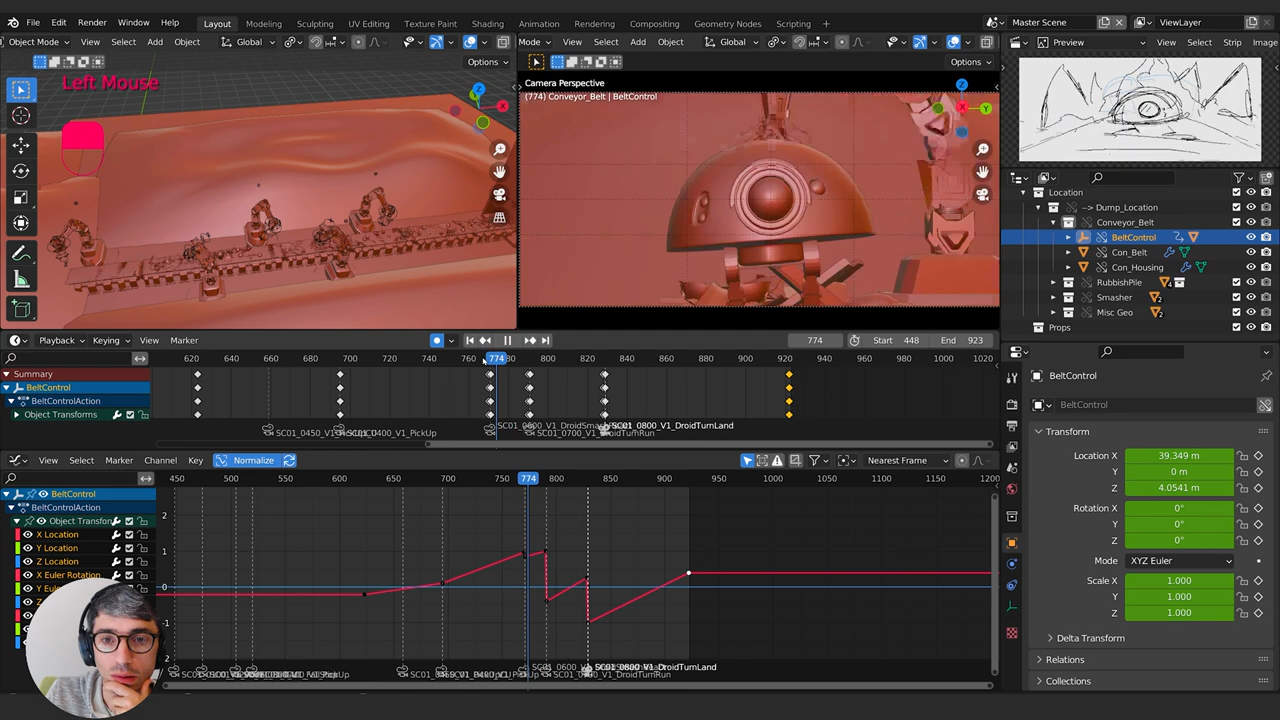 File Edit Render Window Help Layout Modeling Sculpting UV Editing Texture Paint Shading Animation Rendering Compositing Geometry Nodes Scripting + Master Scene ViewLayer
Object Mode View Select Add Object Global Mode View Select Add Object Global Preview View Select Strip Image
Options Options
Left Mouse
Camera Perspective
(774) Conveyor_Belt | BeltControl
Location
--> Dump_Location
Conveyor_Belt
BeltControl
Con_Belt
Con_Housing
RubbishPile
Smasher
Misc Geo
Props
Playback Keying View Marker 774 Start 448 End 923
620 640 660 680 700 720 740 760 774 800 820 840 860 880 900 920 940 960 980 1000 1020
Summary
BeltControl
BeltControlAction
Object Transforms
SC01_0800_V1_DroidTurnLand
SC01_0700_V1_DroidTurnRun
View Select Marker Channel Key Normalize Nearest Frame
450 500 550 600 650 700 750 774 800 850 900 950 1000 1050 1100 1150 1200
BeltControl
BeltControlAction
Object Transfor
X Location
Y Location
Z Location
X Euler Rotation
2
1
0
-1
2
BeltControl
BeltControl
Transform
Location X 39.349 m
Y 0 m
Z 4.0541 m
Rotation X 0°
Y 0°
Z 0°
Mode XYZ Euler
Scale X 1.000
Y 1.000
Z 1.000
Delta Transform
Relations
Collections